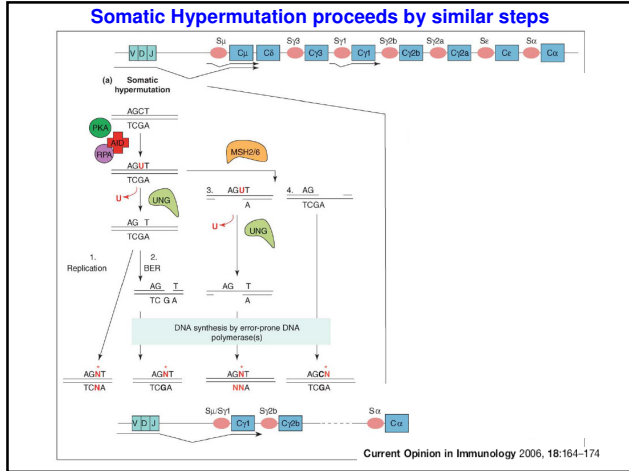 Somatic Hypermutation proceeds by similar steps
Sμ Sγ3 Sγ1 Sγ2b Sγ2a Sε Sα
V D J Cμ Cδ Cγ3 Cγ1 Cγ2b Cγ2a Cε Cα
(a) Somatic
hypermutation
AGCT
TCGA
PKA
AID
RPA
MSH2/6
AGUT
TCGA
U
UNG
AG T
TCGA
3. AGUT
A
U
UNG
4. AG
TCGA
1.
Replication
2.
BER
AG T
TC G A
AG T
A
DNA synthesis by error-prone DNA
polymerase(s)
* * * *
AGNT AGNT AGNT AGCN
TCNA TCGA NNA TCGA
Sμ/Sγ1 Sγ2b Sα
V D J Cγ1 Cγ2b Cα
Current Opinion in Immunology 2006, 18:164–174